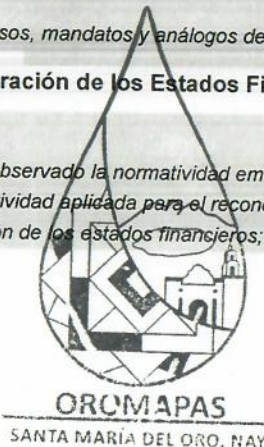 sos, mandatos y análogos de
ración de los Estados Fi
bservado la normatividad em
ividad aplicada para el recono
ón de los estados financieros;
OROMAPAS
SANTA MARÍA DEL ORO, NAY